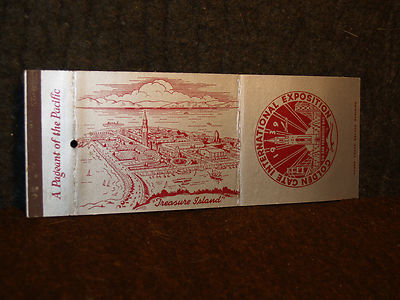 A Pageant of the Pacific
"Treasure Island"
GOLDEN GATE INTERNATIONAL EXPOSITION
1939